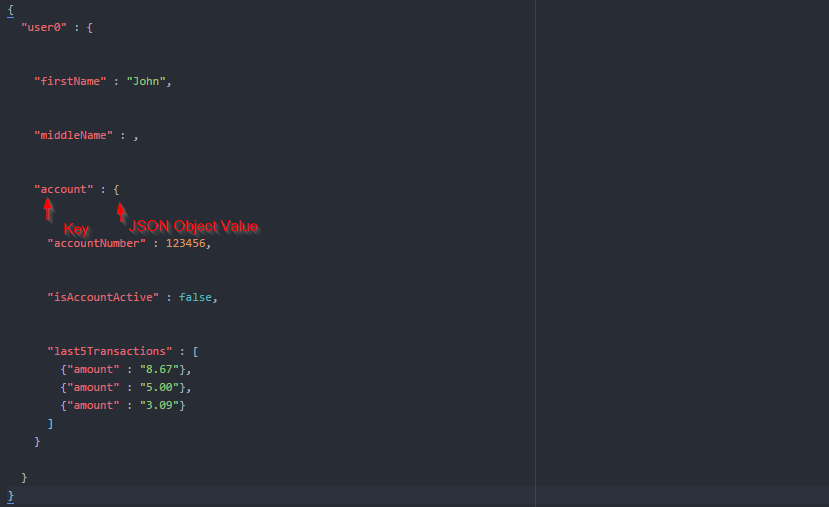 {
"user0" : {
"firstName" : "John",
"middleName" : ,
"account" : {
Key JSON Object Value
"accountNumber" : 123456,
"isAccountActive" : false,
"last5Transactions" : [
{"amount" : "8.67"},
{"amount" : "5.00"},
{"amount" : "3.09"}
]
}
}
}